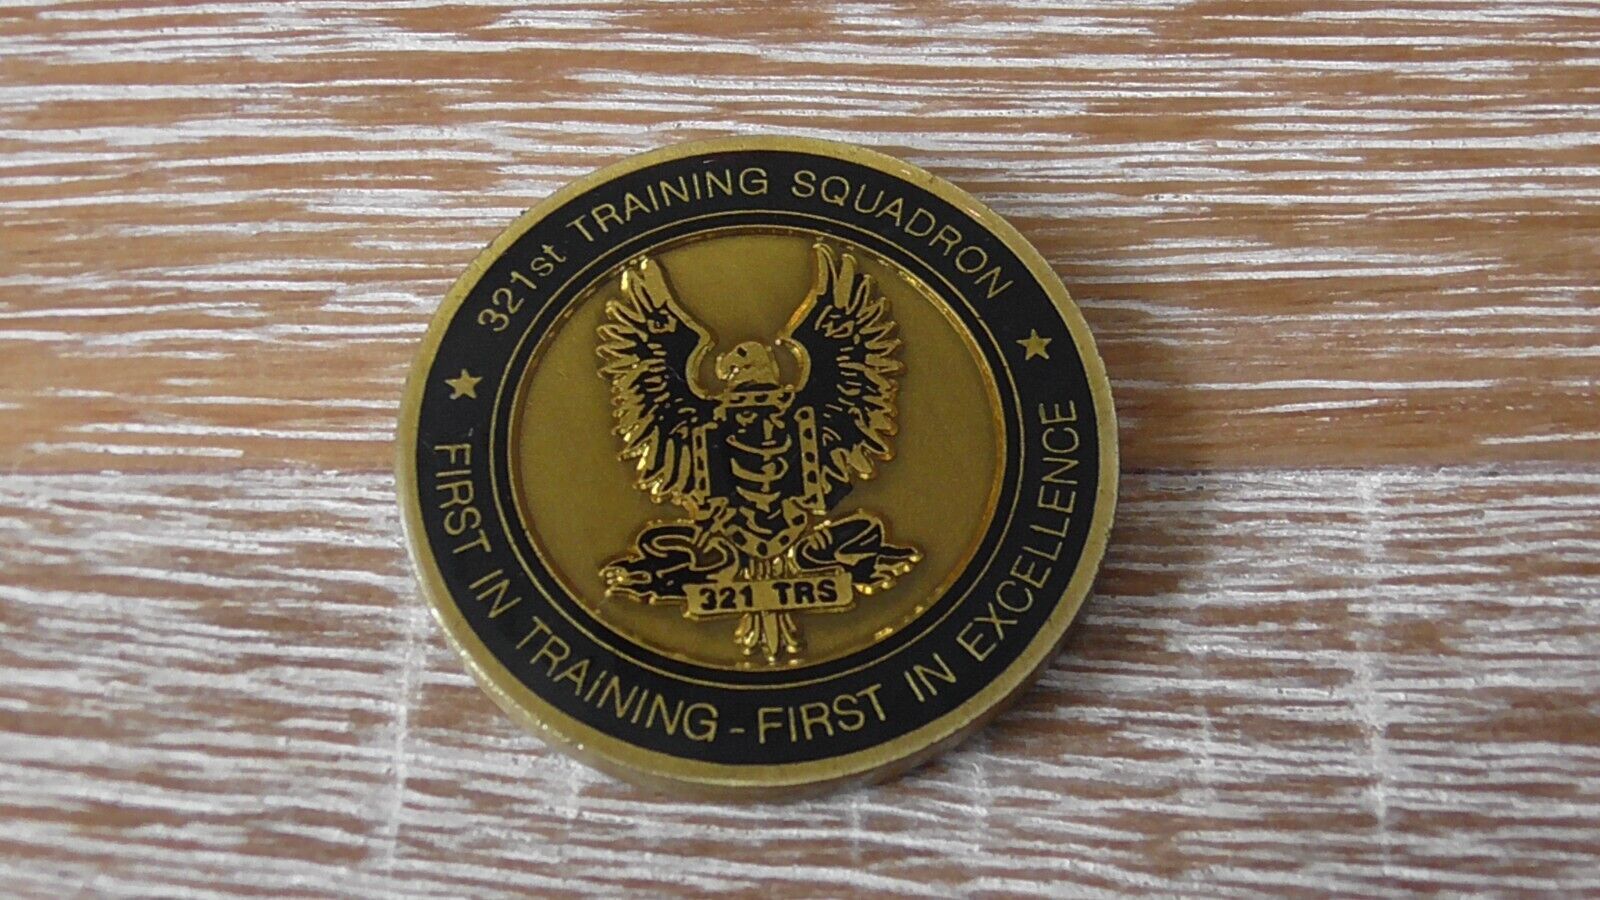 321st TRAINING SQUADRON
321 TRS
FIRST IN TRAINING - FIRST IN EXCELLENCE